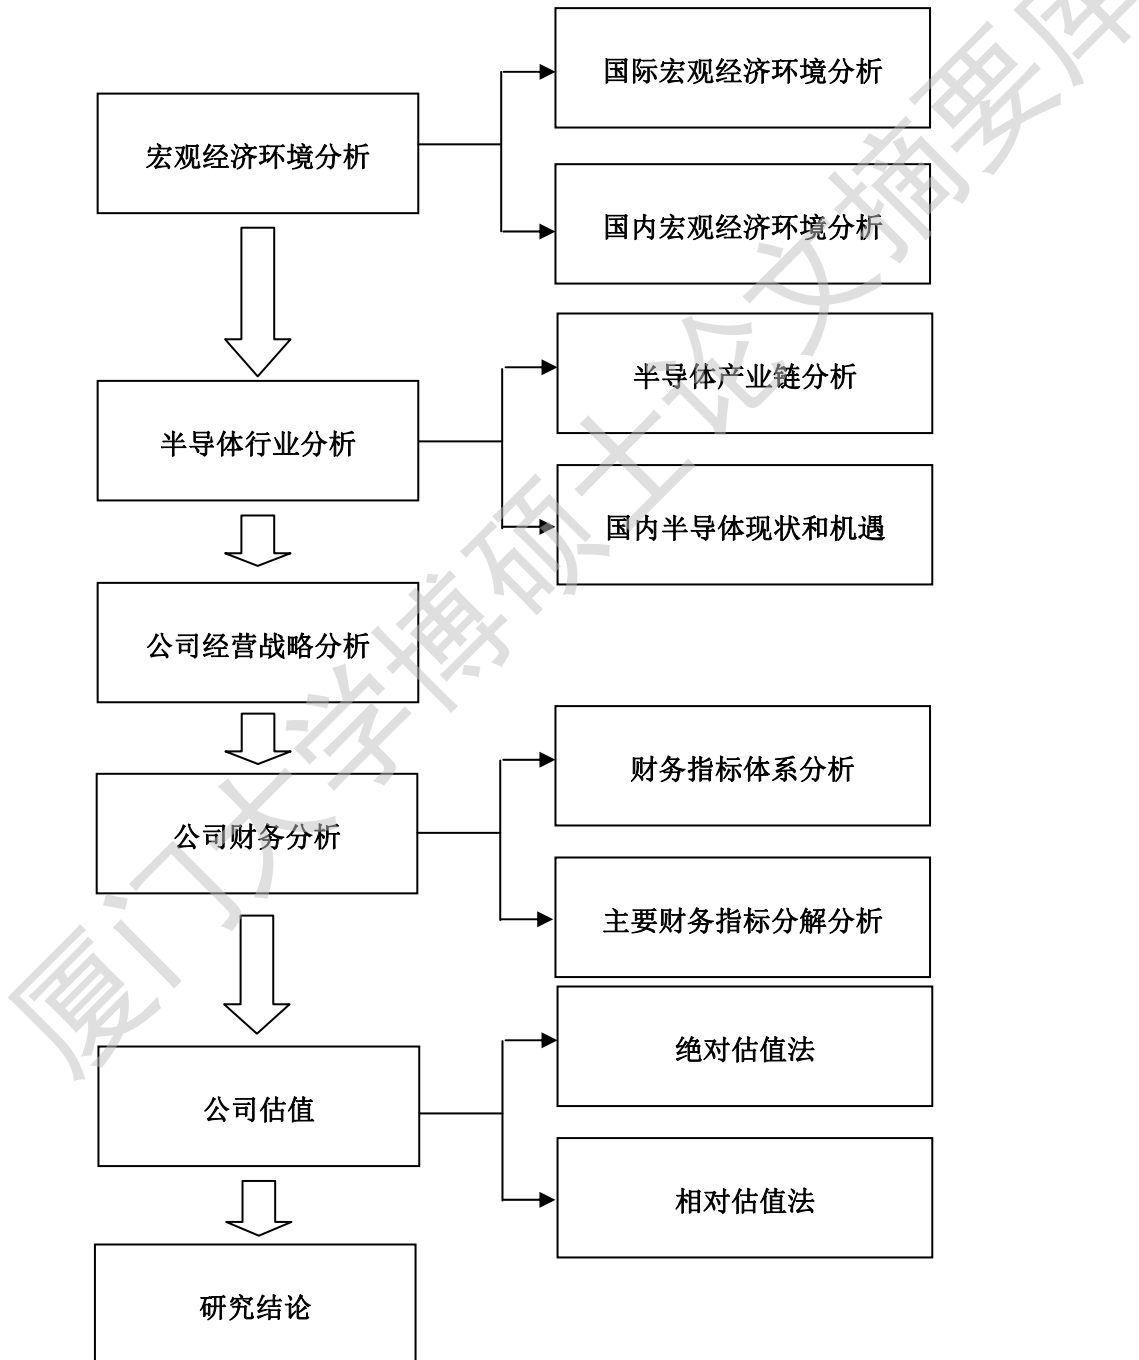 国际宏观经济环境分析
宏观经济环境分析
国内宏观经济环境分析
半导体产业链分析
半导体行业分析
国内半导体现状和机遇
公司经营战略分析
财务指标体系分析
公司财务分析
主要财务指标分解分析
绝对估值法
公司估值
相对估值法
研究结论
厦门大学博硕士论文摘要库